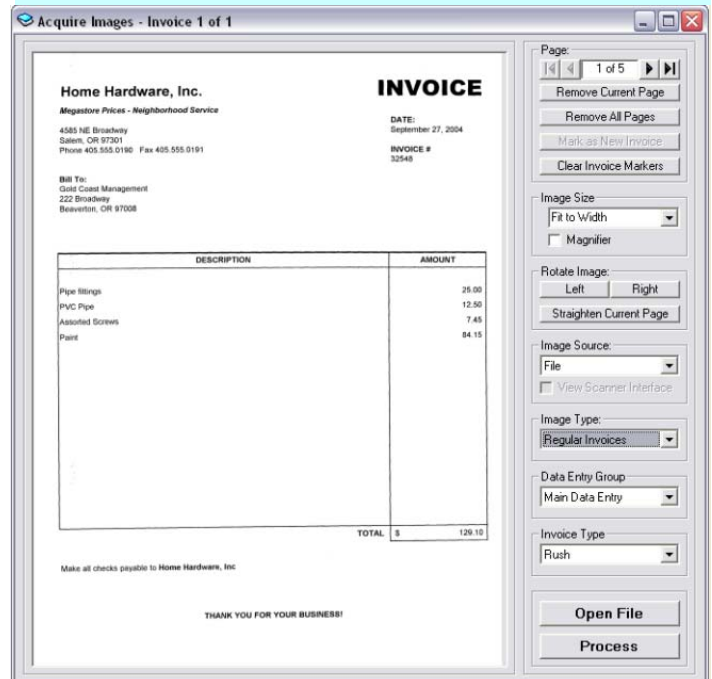 Acquire Images - Invoice 1 of 1
Home Hardware, Inc.
Megastore Prices - Neighborhood Service
4585 NE Broadway
Salem, OR 97301
Phone 405.555.0190 Fax 405.555.0191
INVOICE
DATE:
September 27, 2004
INVOICE #
32548
Bill To:
Gold Coast Management
222 Broadway
Beaverton, OR 97008
DESCRIPTION AMOUNT
Pipe fittings 25.00
PVC Pipe 12.50
Assorted Screws 7.45
Paint 84.15
TOTAL $ 129.10
Make all checks payable to Home Hardware, Inc
THANK YOU FOR YOUR BUSINESS!
Page:
1 of 5
Remove Current Page
Remove All Pages
Mark as New Invoice
Clear Invoice Markers
Image Size
Fit to Width
Magnifier
Rotate Image:
Left Right
Straighten Current Page
Image Source:
File
View Scanner Interface
Image Type:
Regular Invoices
Data Entry Group
Main Data Entry
Invoice Type
Rush
Open File
Process